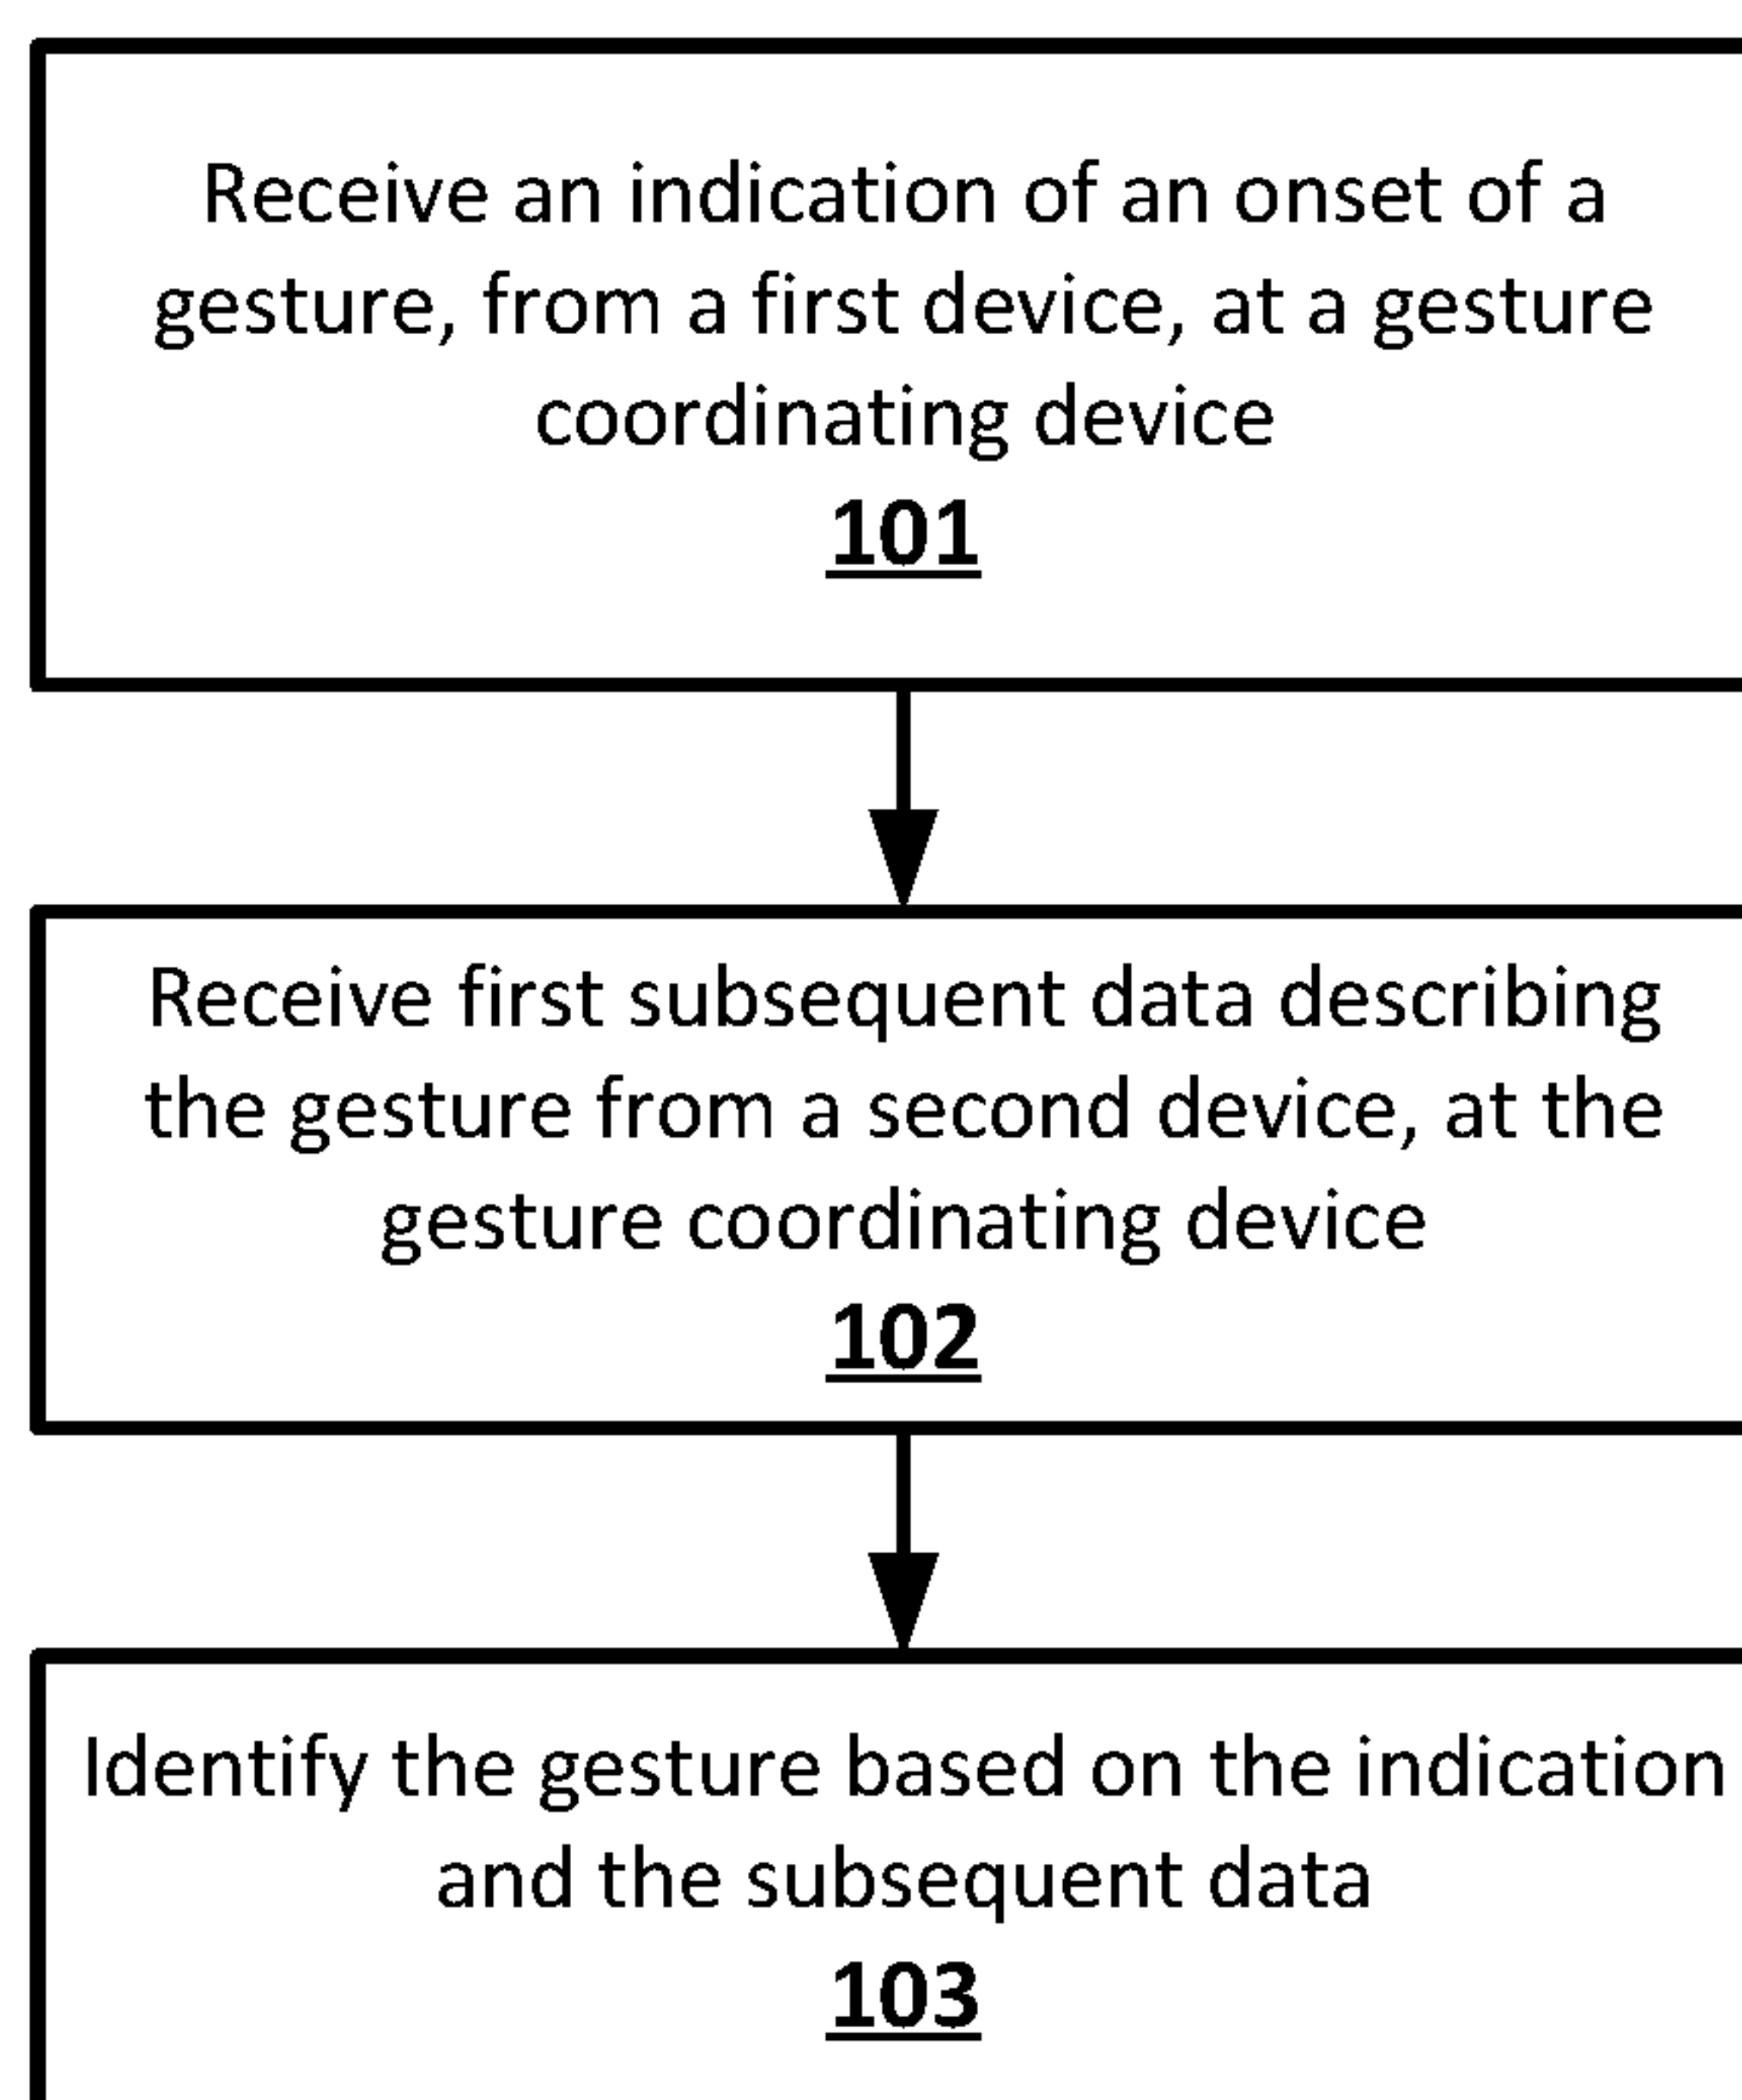 Receive an indication of an onset of a
gesture, from a first device, at a gesture
coordinating device
101
Receive first subsequent data describing
the gesture from a second device, at the
gesture coordinating device
102
Identify the gesture based on the indication
and the subsequent data
103